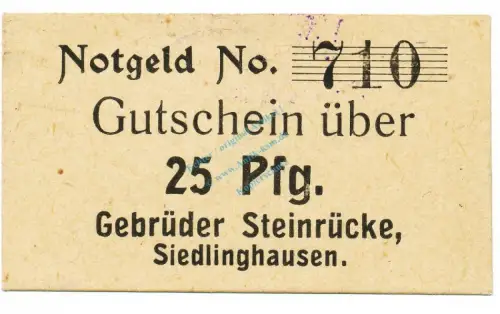 Notgeld No. 710
Gutschein über
25 Pfg.
Gebrüder Steinrücke,
Siedlinghausen.